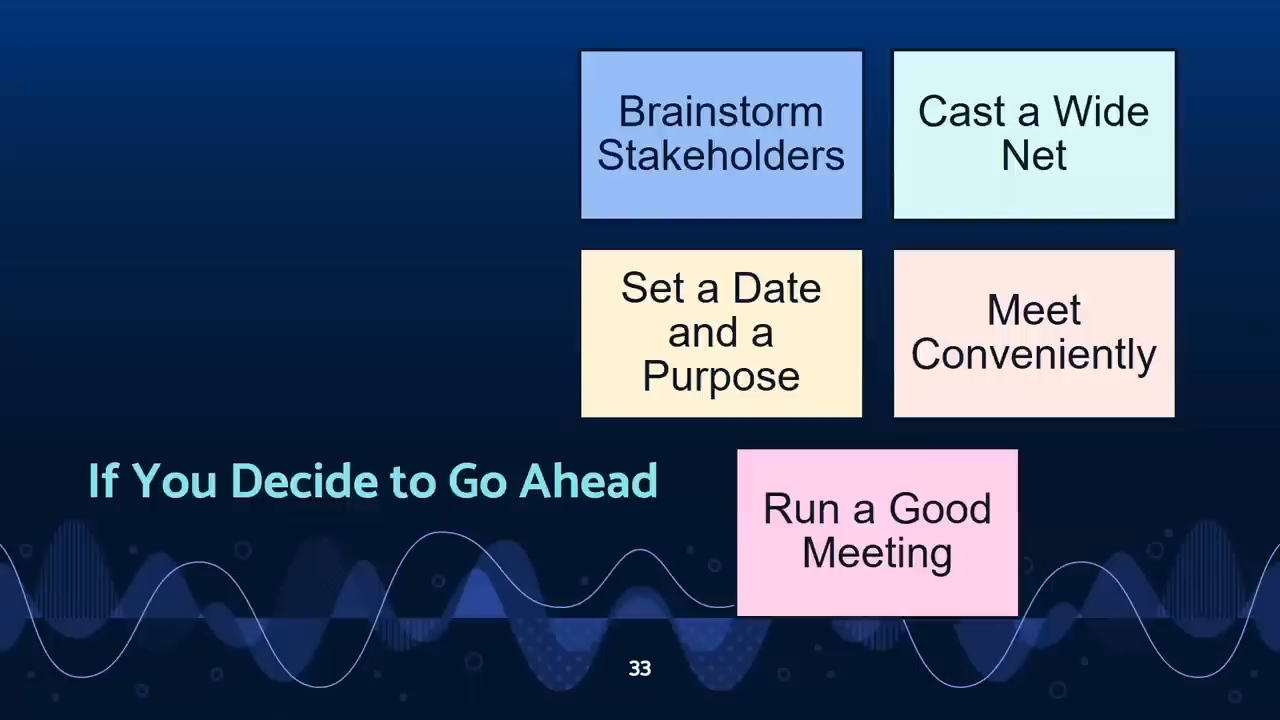 Brainstorm
Stakeholders
Cast a Wide
Net
Set a Date
and a
Purpose
Meet
Conveniently
If You Decide to Go Ahead
Run a Good
Meeting
33